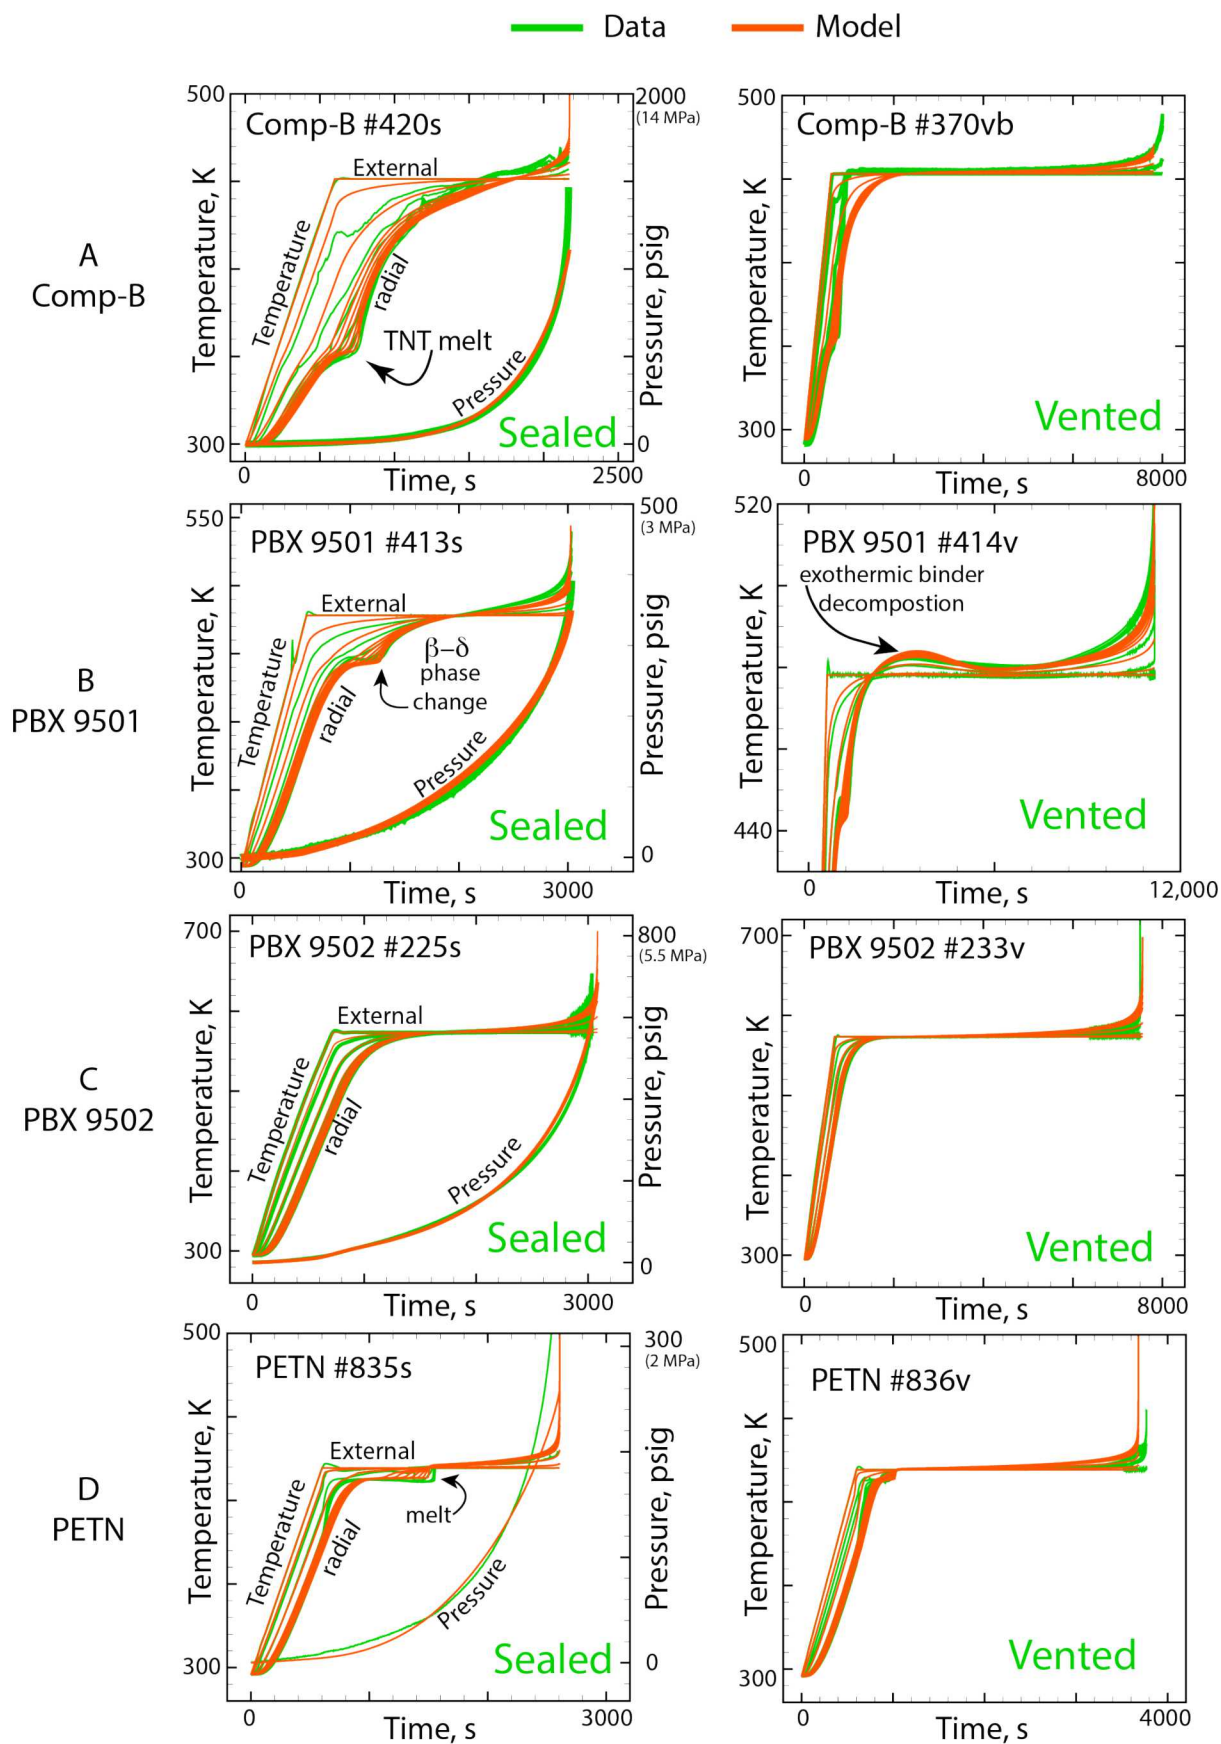 Data
Model
A
Comp-B
Comp-B #420s
500
300
Temperature, K
External
Temperature
radial
TNT melt
Pressure
Sealed
2000
(14 MPa)
0
Pressure, psig
0
2500
Time, s
Comp-B #370vb
500
300
Temperature, K
Vented
0
8000
Time, s
B
PBX 9501
PBX 9501 #413s
550
300
Temperature, K
External
Temperature
radial
β–δ
phase
change
Pressure
Sealed
500
(3 MPa)
0
Pressure, psig
0
3000
Time, s
PBX 9501 #414v
exothermic binder
decompostion
520
440
Temperature, K
Vented
0
12,000
Time, s
C
PBX 9502
PBX 9502 #225s
700
300
Temperature, K
External
Temperature
radial
Pressure
Sealed
800
(5.5 MPa)
0
Pressure, psig
0
3000
Time, s
PBX 9502 #233v
700
300
Temperature, K
Vented
0
8000
Time, s
D
PETN
PETN #835s
500
300
Temperature, K
External
Temperature
radial
melt
Pressure
Sealed
300
(2 MPa)
0
Pressure, psig
0
3000
Time, s
PETN #836v
500
300
Temperature, K
Vented
0
4000
Time, s